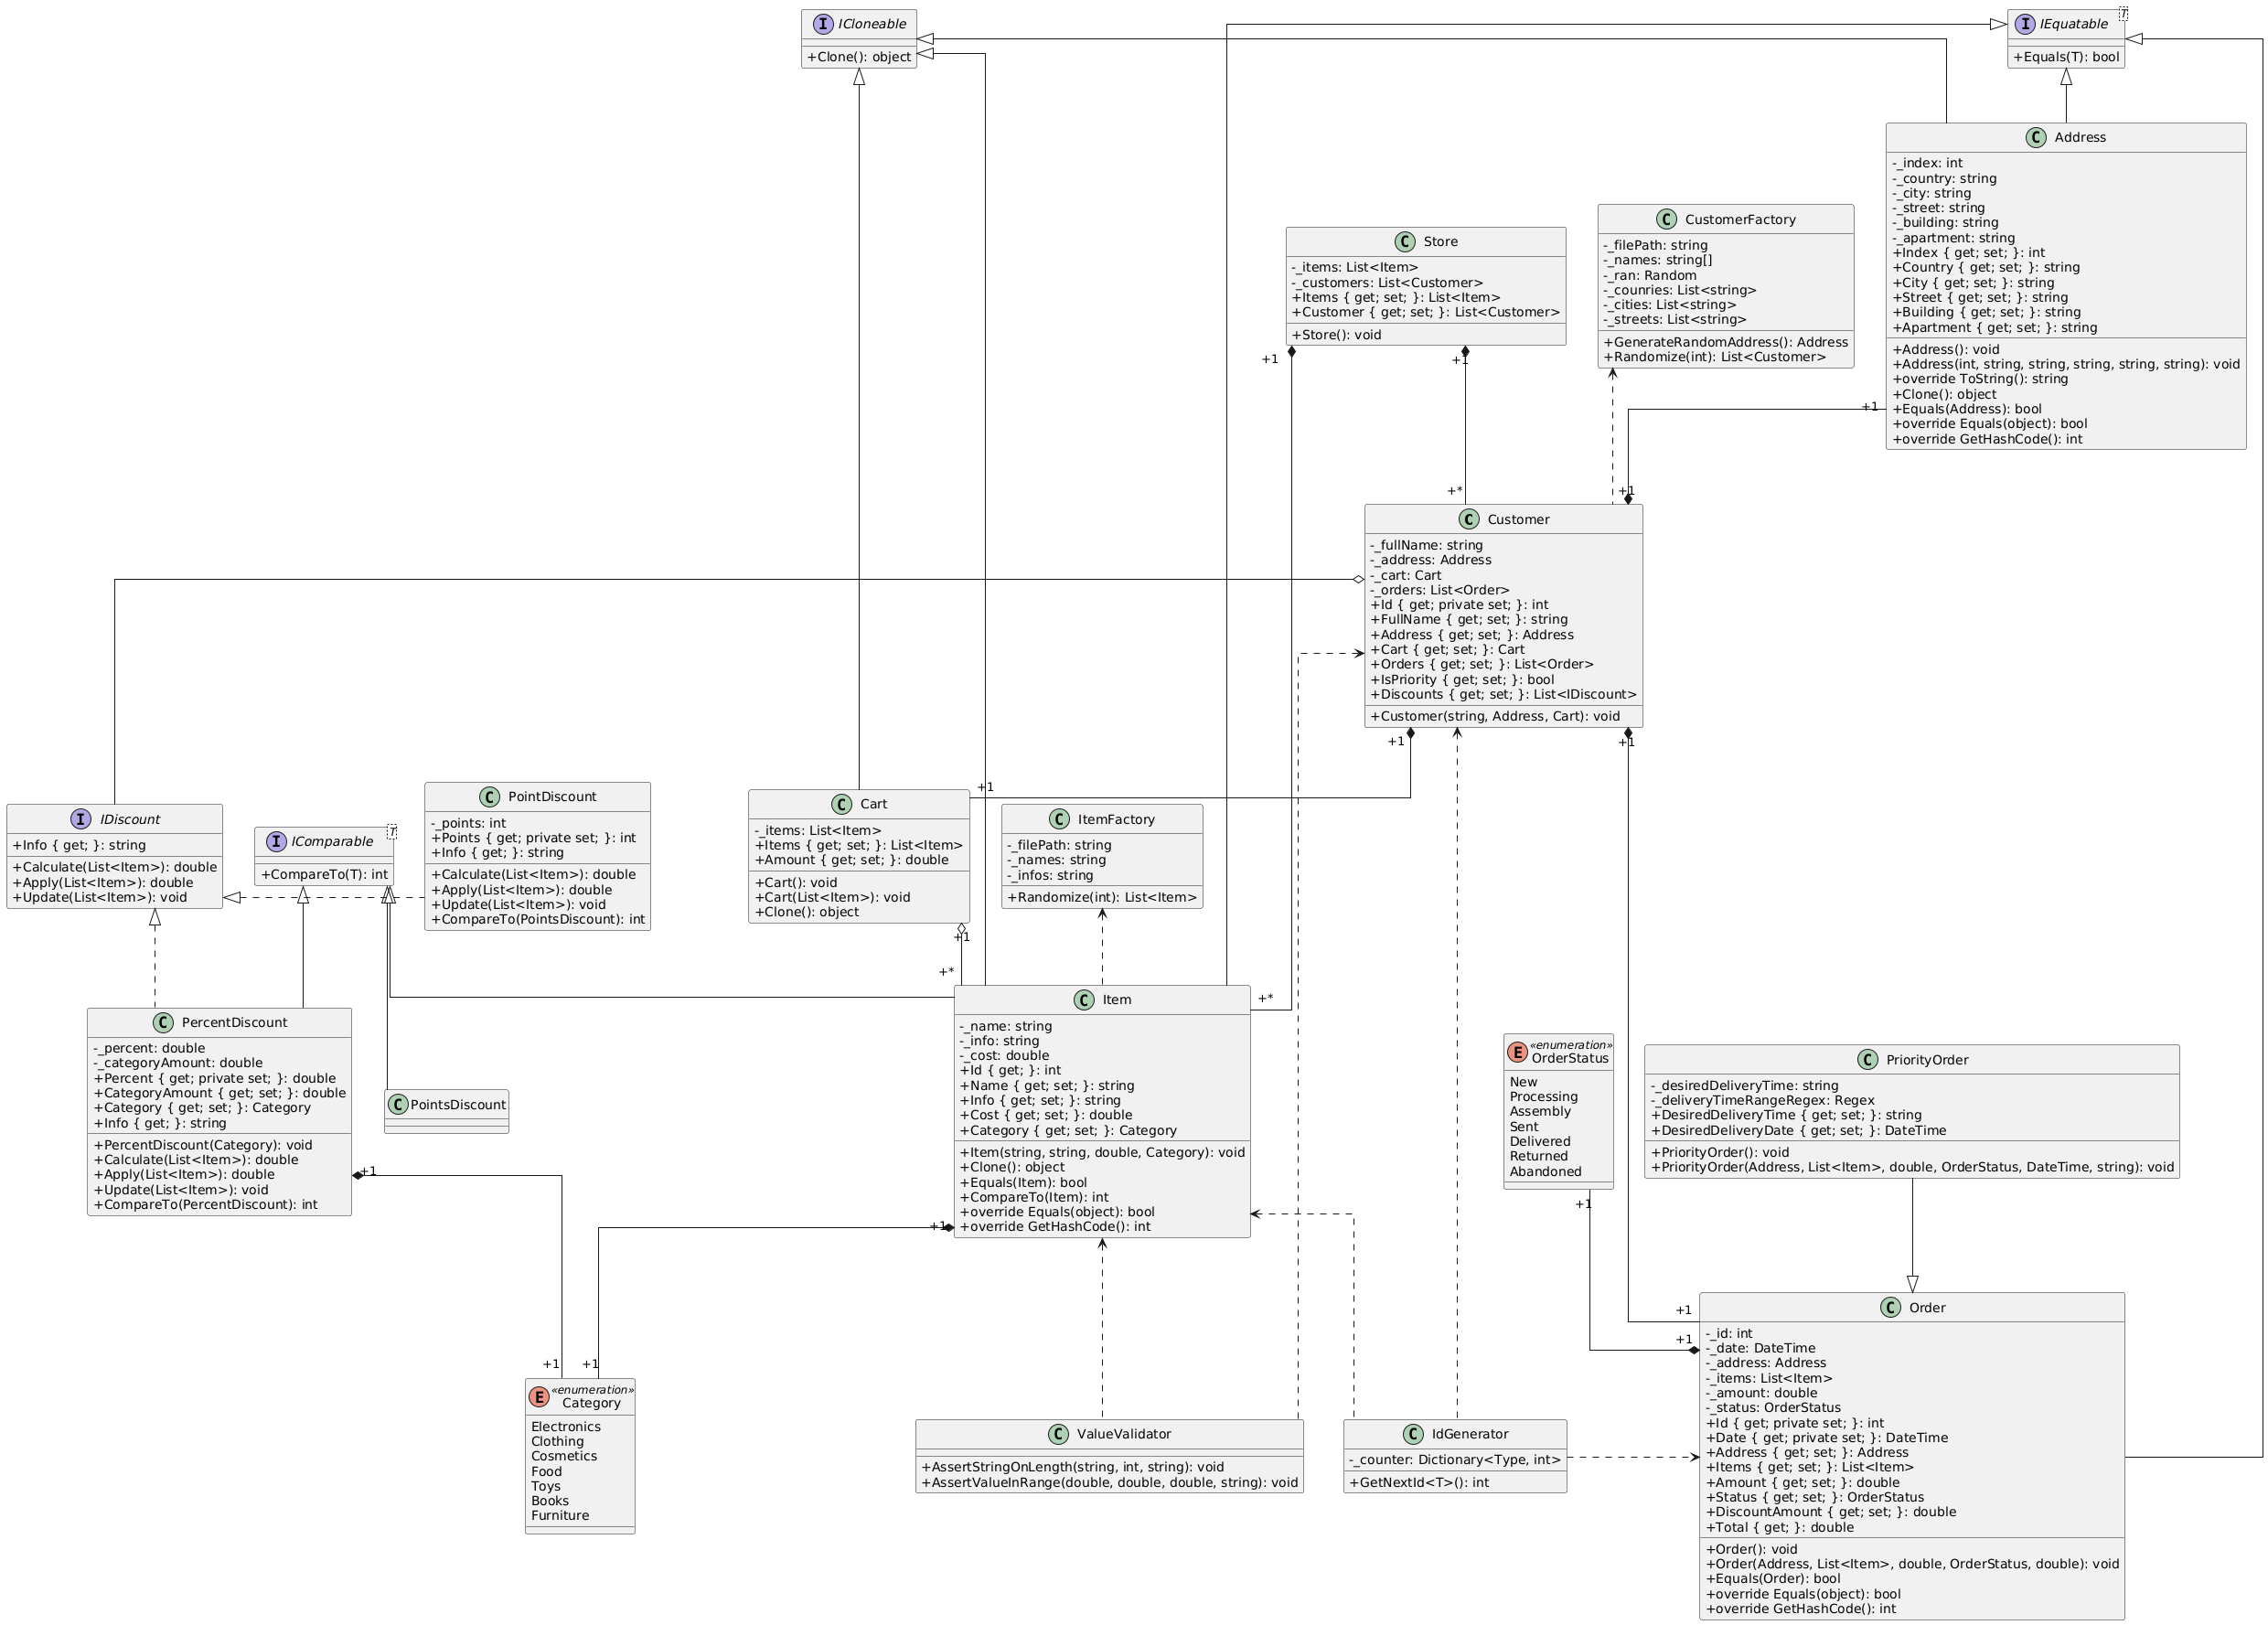 ICloneable
+Clone(): object
IEquatable
T
+Equals(T): bool
Address
-_index: int
-_country: string
-_city: string
-_street: string
-_building: string
-_apartment: string
+Index { get; set; }: int
+Country { get; set; }: string
+City { get; set; }: string
+Street { get; set; }: string
+Building { get; set; }: string
+Apartment { get; set; }: string
+Address(): void
+Address(int, string, string, string, string, string): void
+override ToString(): string
+Clone(): object
+Equals(Address): bool
+override Equals(object): bool
+override GetHashCode(): int
CustomerFactory
-_filePath: string
-_names: string[]
-_ran: Random
-_counries: List<string>
-_cities: List<string>
-_streets: List<string>
+GenerateRandomAddress(): Address
+Randomize(int): List<Customer>
Store
-_items: List<Item>
-_customers: List<Customer>
+Items { get; set; }: List<Item>
+Customer { get; set; }: List<Customer>
+Store(): void
+1
+1
+1
+*
+1
Customer
-_fullName: string
-_address: Address
-_cart: Cart
-_orders: List<Order>
+Id { get; private set; }: int
+FullName { get; set; }: string
+Address { get; set; }: Address
+Cart { get; set; }: Cart
+Orders { get; set; }: List<Order>
+IsPriority { get; set; }: bool
+Discounts { get; set; }: List<IDiscount>
+Customer(string, Address, Cart): void
+1
+1
+1
IDiscount
+Info { get; }: string
+Calculate(List<Item>): double
+Apply(List<Item>): double
+Update(List<Item>): void
IComparable
T
+CompareTo(T): int
PointDiscount
-_points: int
+Points { get; private set; }: int
+Info { get; }: string
+Calculate(List<Item>): double
+Apply(List<Item>): double
+Update(List<Item>): void
+CompareTo(PointsDiscount): int
Cart
-_items: List<Item>
+Items { get; set; }: List<Item>
+Amount { get; set; }: double
+Cart(): void
+Cart(List<Item>): void
+Clone(): object
ItemFactory
-_filePath: string
-_names: string
-_infos: string
+Randomize(int): List<Item>
+1
+*
+*
PercentDiscount
-_percent: double
-_categoryAmount: double
+Percent { get; private set; }: double
+CategoryAmount { get; set; }: double
+Category { get; set; }: Category
+Info { get; }: string
+PercentDiscount(Category): void
+Calculate(List<Item>): double
+Apply(List<Item>): double
+Update(List<Item>): void
+CompareTo(PercentDiscount): int
+1
PointsDiscount
Item
-_name: string
-_info: string
-_cost: double
+Id { get; }: int
+Name { get; set; }: string
+Info { get; set; }: string
+Cost { get; set; }: double
+Category { get; set; }: Category
+Item(string, string, double, Category): void
+Clone(): object
+Equals(Item): bool
+CompareTo(Item): int
+override Equals(object): bool
+override GetHashCode(): int
+1
«enumeration»
OrderStatus
New
Processing
Assembly
Sent
Delivered
Returned
Abandoned
+1
PriorityOrder
-_desiredDeliveryTime: string
-_deliveryTimeRangeRegex: Regex
+DesiredDeliveryTime { get; set; }: string
+DesiredDeliveryDate { get; set; }: DateTime
+PriorityOrder(): void
+PriorityOrder(Address, List<Item>, double, OrderStatus, DateTime, string): void
+1
+1
+1
+1
«enumeration»
Category
Electronics
Clothing
Cosmetics
Food
Toys
Books
Furniture
ValueValidator
+AssertStringOnLength(string, int, string): void
+AssertValueInRange(double, double, double, string): void
IdGenerator
-_counter: Dictionary<Type, int>
+GetNextId<T>(): int
Order
-_id: int
-_date: DateTime
-_address: Address
-_items: List<Item>
-_amount: double
-_status: OrderStatus
+Id { get; private set; }: int
+Date { get; private set; }: DateTime
+Address { get; set; }: Address
+Items { get; set; }: List<Item>
+Amount { get; set; }: double
+Status { get; set; }: OrderStatus
+DiscountAmount { get; set; }: double
+Total { get; }: double
+Order(): void
+Order(Address, List<Item>, double, OrderStatus, double): void
+Equals(Order): bool
+override Equals(object): bool
+override GetHashCode(): int